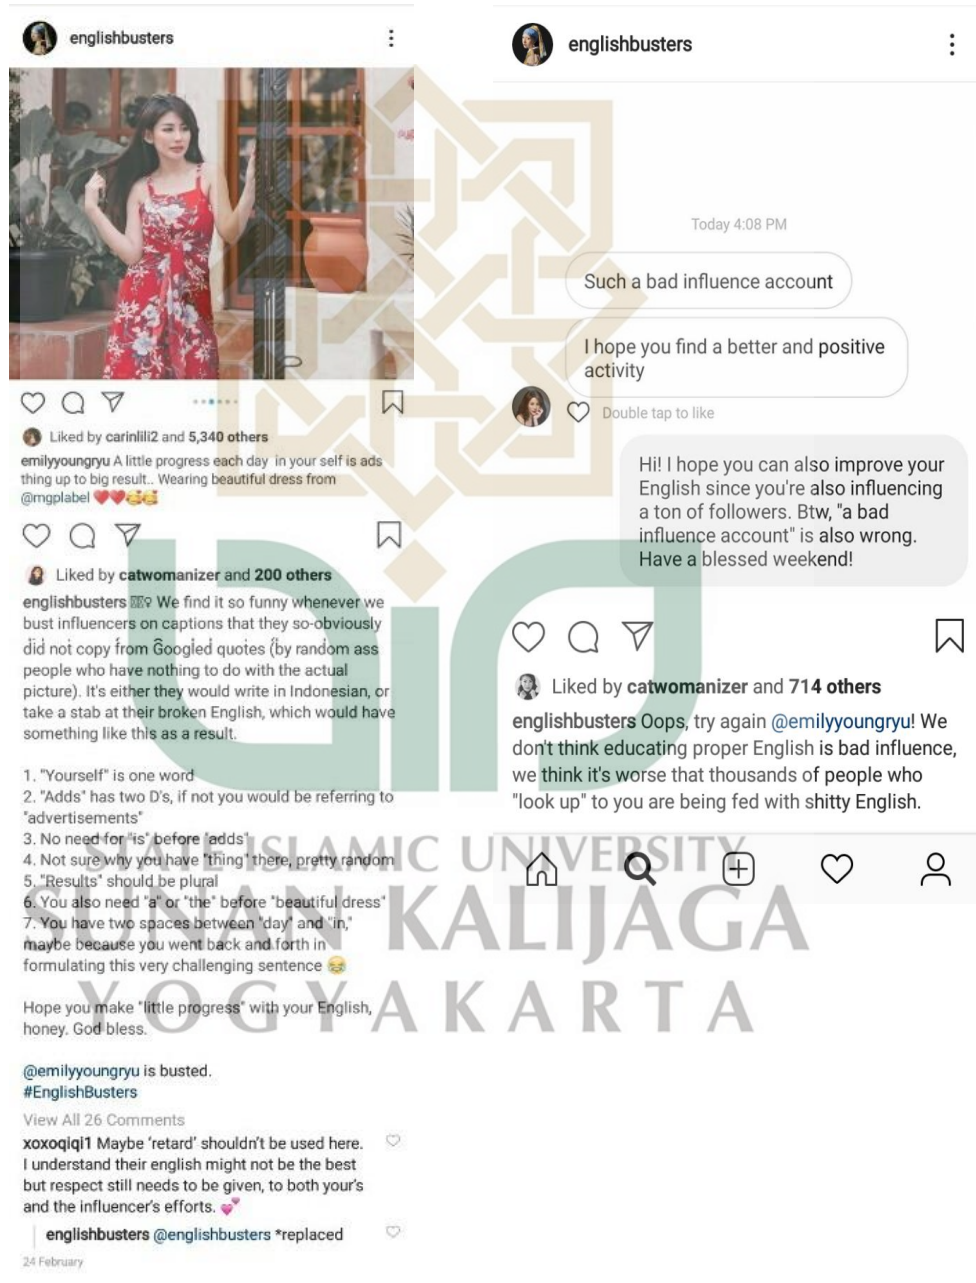 englishbusters
Liked by carinlili2 and 5,340 others
emilyyoungryu A little progress each day  in your self is ads
thing up to big result.. Wearing beautiful dress from
@mgplabel ❤️❤️🥰🥰
Liked by catwomanizer and 200 others
englishbusters We find it so funny whenever we
bust influencers on captions that they so-obviously
did not copy from Googled quotes (by random ass
people who have nothing to do with the actual
picture). It's either they would write in Indonesian, or
take a stab at their broken English, which would have
something like this as a result.
1. "Yourself" is one word
2. "Adds" has two D's, if not you would be referring to
"advertisements"
3. No need for "is" before "adds"
4. Not sure why you have "thing" there, pretty random
5. "Results" should be plural
6. You also need "a" or "the" before "beautiful dress"
7. You have two spaces between "day" and "in,"
maybe because you went back and forth in
formulating this very challenging sentence 😂
Hope you make "little progress" with your English,
honey. God bless.
@emilyyoungryu is busted.
#EnglishBusters
View All 26 Comments
xoxoqiqi1 Maybe ‘retard’ shouldn’t be used here.
I understand their english might not be the best
but respect still needs to be given, to both your’s
and the influencer’s efforts. 💕
englishbusters @englishbusters *replaced
24 February
englishbusters
Today 4:08 PM
Such a bad influence account
I hope you find a better and positive
activity
Double tap to like
Hi! I hope you can also improve your
English since you're also influencing
a ton of followers. Btw, "a bad
influence account" is also wrong.
Have a blessed weekend!
Liked by catwomanizer and 714 others
englishbusters Oops, try again @emilyyoungryu! We
don't think educating proper English is bad influence,
we think it's worse that thousands of people who
"look up" to you are being fed with shitty English.
STATE ISLAMIC UNIVERSITY
SUNAN KALIJAGA
YOGYAKARTA